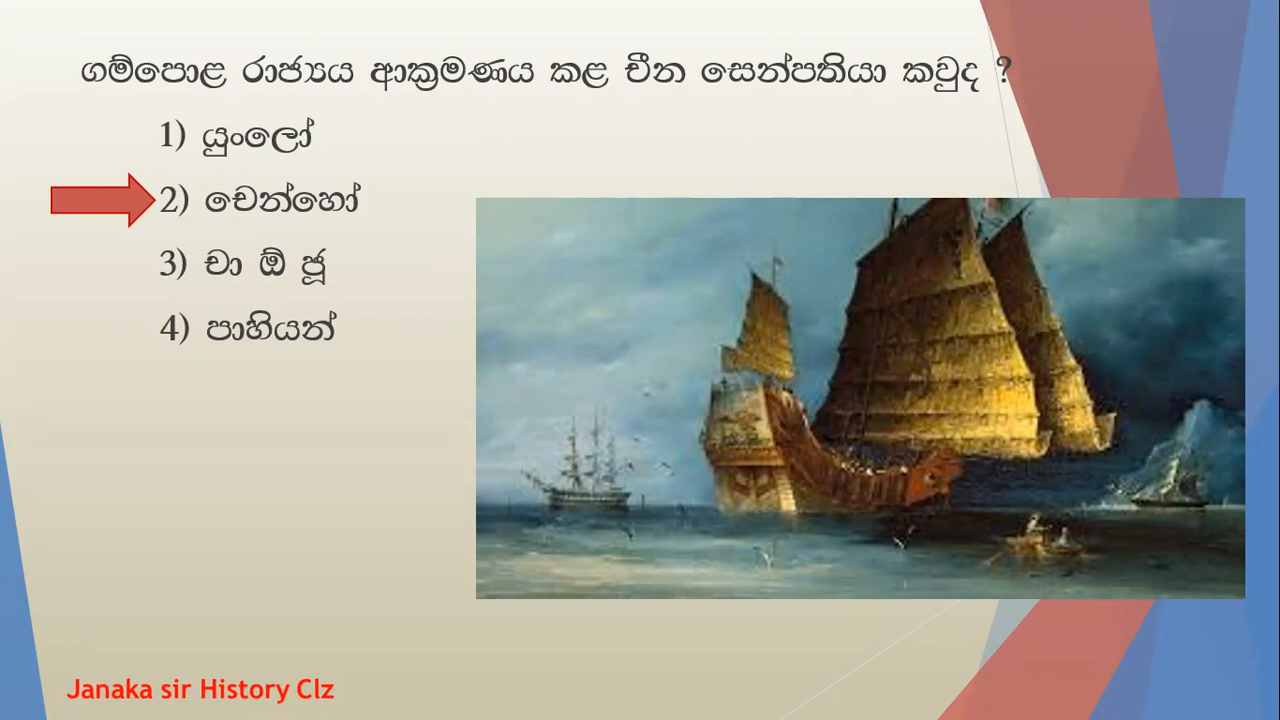 ගම්පොළ රාජ්‍යය ආක්‍රමණය කළ චීන සෙන්පතියා කවුද ?
1) යුංලෝ
2) චෙන්හෝ
3) චා ඕ ජූ
4) පාහියන්
Janaka sir History Clz